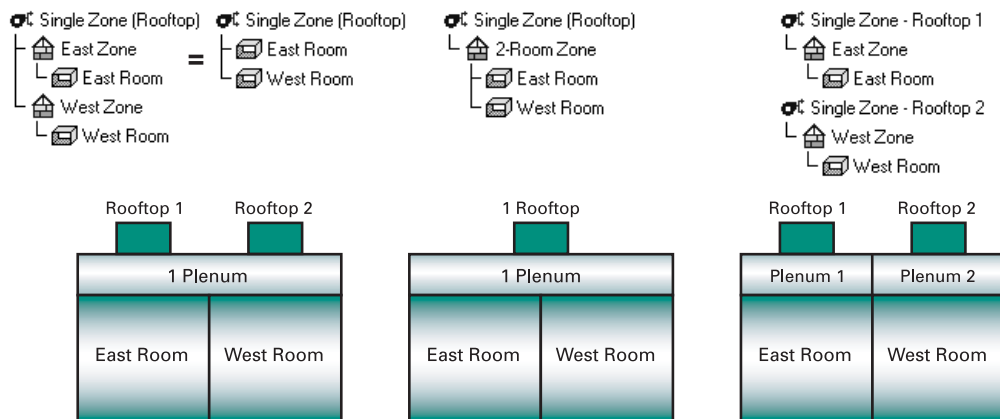 Single Zone (Rooftop)
East Zone
East Room
West Zone
West Room
=
Single Zone (Rooftop)
East Room
West Room
Single Zone (Rooftop)
2-Room Zone
East Room
West Room
Single Zone - Rooftop 1
East Zone
East Room
Single Zone - Rooftop 2
West Zone
West Room
Rooftop 1 Rooftop 2
1 Plenum
East Room West Room
1 Rooftop
1 Plenum
East Room West Room
Rooftop 1 Rooftop 2
Plenum 1 Plenum 2
East Room West Room